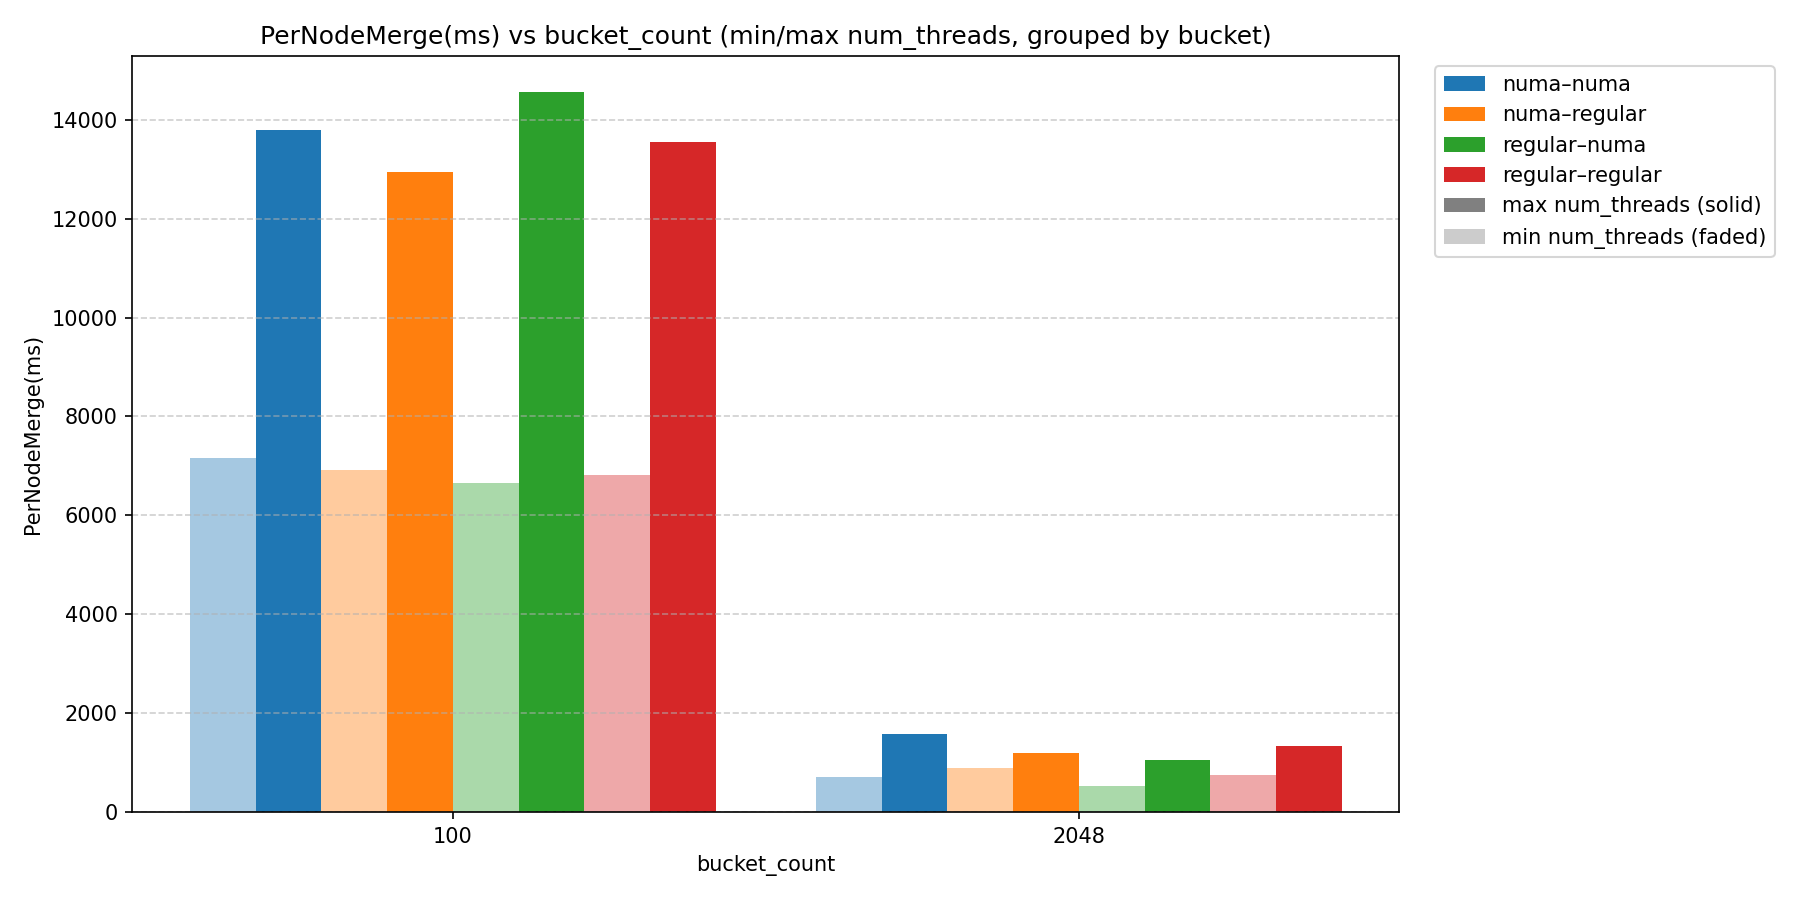 PerNodeMerge(ms) vs bucket_count (min/max num_threads, grouped by bucket)
PerNodeMerge(ms)
14000
12000
10000
8000
6000
4000
2000
0
100
2048
bucket_count
numa–numa
numa–regular
regular–numa
regular–regular
max num_threads (solid)
min num_threads (faded)